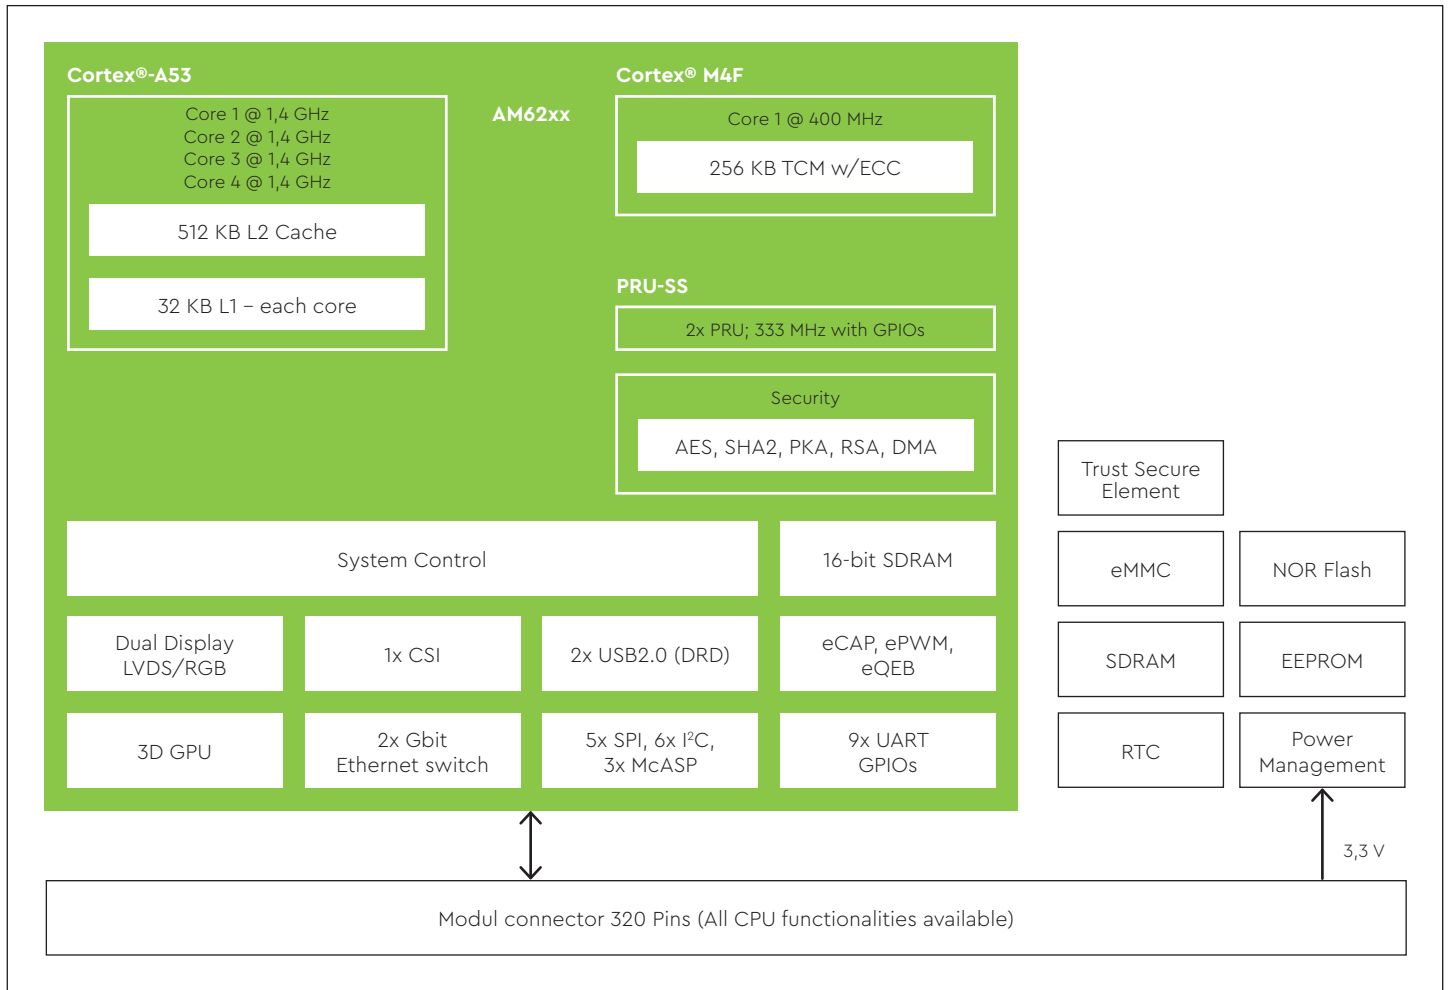 Cortex®-A53
Core 1 @ 1,4 GHz
Core 2 @ 1,4 GHz
Core 3 @ 1,4 GHz
Core 4 @ 1,4 GHz
512 KB L2 Cache
32 KB L1 – each core
AM62xx
Cortex® M4F
Core 1 @ 400 MHz
256 KB TCM w/ECC
PRU-SS
2x PRU; 333 MHz with GPIOs
Security
AES, SHA2, PKA, RSA, DMA
System Control
16-bit SDRAM
Dual Display
LVDS/RGB
1x CSI
2x USB2.0 (DRD)
eCAP, ePWM,
eQEB
3D GPU
2x Gbit
Ethernet switch
5x SPI, 6x I²C,
3x McASP
9x UART
GPIOs
Trust Secure
Element
eMMC
NOR Flash
SDRAM
EEPROM
RTC
Power
Management
3,3 V
Modul connector 320 Pins (All CPU functionalities available)